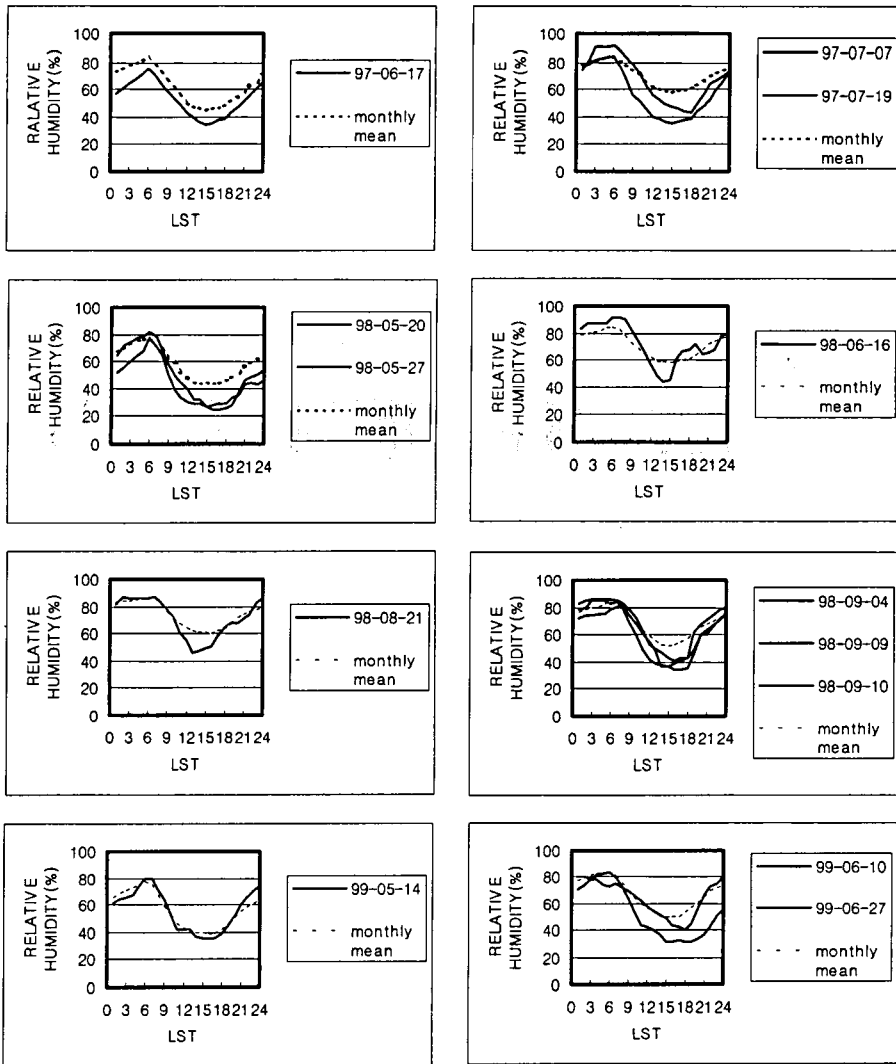 RALATIVE
HUMIDITY(%)
100
80
60
40
20
0
0 3 6 9 12 15 18 21 24
LST
97-06-17
monthly
mean
RELATIVE
HUMIDITY(%)
100
80
60
40
20
0
0 3 6 9 12 15 18 21 24
LST
97-07-07
97-07-19
monthly
mean
RELATIVE
HUMIDITY(%)
100
80
60
40
20
0
0 3 6 9 12 15 18 21 24
LST
98-05-20
98-05-27
monthly
mean
RELATIVE
HUMIDITY(%)
100
80
60
40
20
0
0 3 6 9 12 15 18 21 24
LST
98-06-16
monthly
mean
RELATIVE
HUMIDITY(%)
100
80
60
40
20
0
0 3 6 9 12 15 18 21 24
LST
98-08-21
monthly
mean
RELATIVE
HUMIDITY(%)
100
80
60
40
20
0
0 3 6 9 12 15 18 21 24
LST
98-09-04
98-09-09
98-09-10
monthly
mean
RELATIVE
HUMIDITY(%)
100
80
60
40
20
0
0 3 6 9 12 15 18 21 24
LST
99-05-14
monthly
mean
RELATIVE
HUMIDITY(%)
100
80
60
40
20
0
0 3 6 9 12 15 18 21 24
LST
99-06-10
99-06-27
monthly
mean